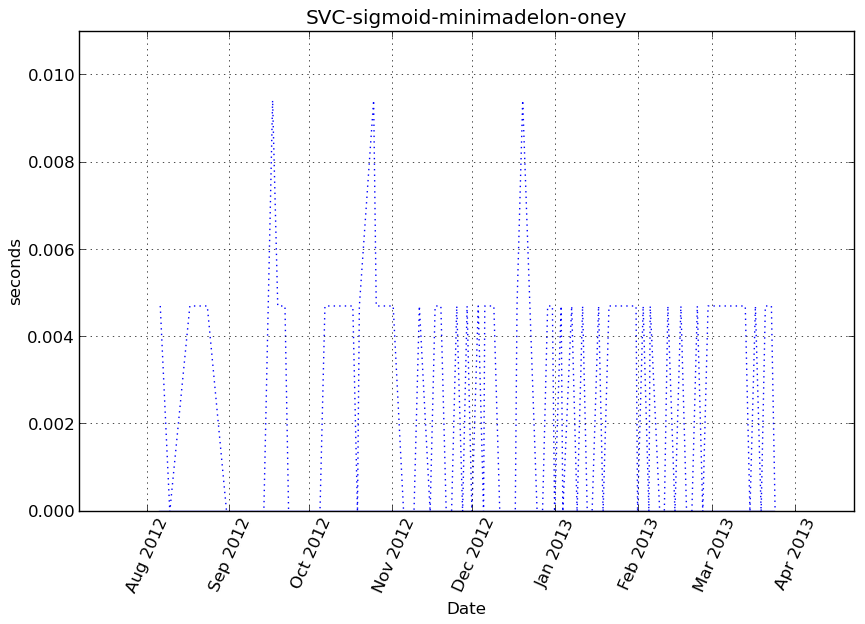 SVC-sigmoid-minimadelon-oney
0.010
0.008
0.006
0.004
0.002
0.000
seconds
Aug 2012
Sep 2012
Oct 2012
Nov 2012
Dec 2012
Jan 2013
Feb 2013
Mar 2013
Apr 2013
Date